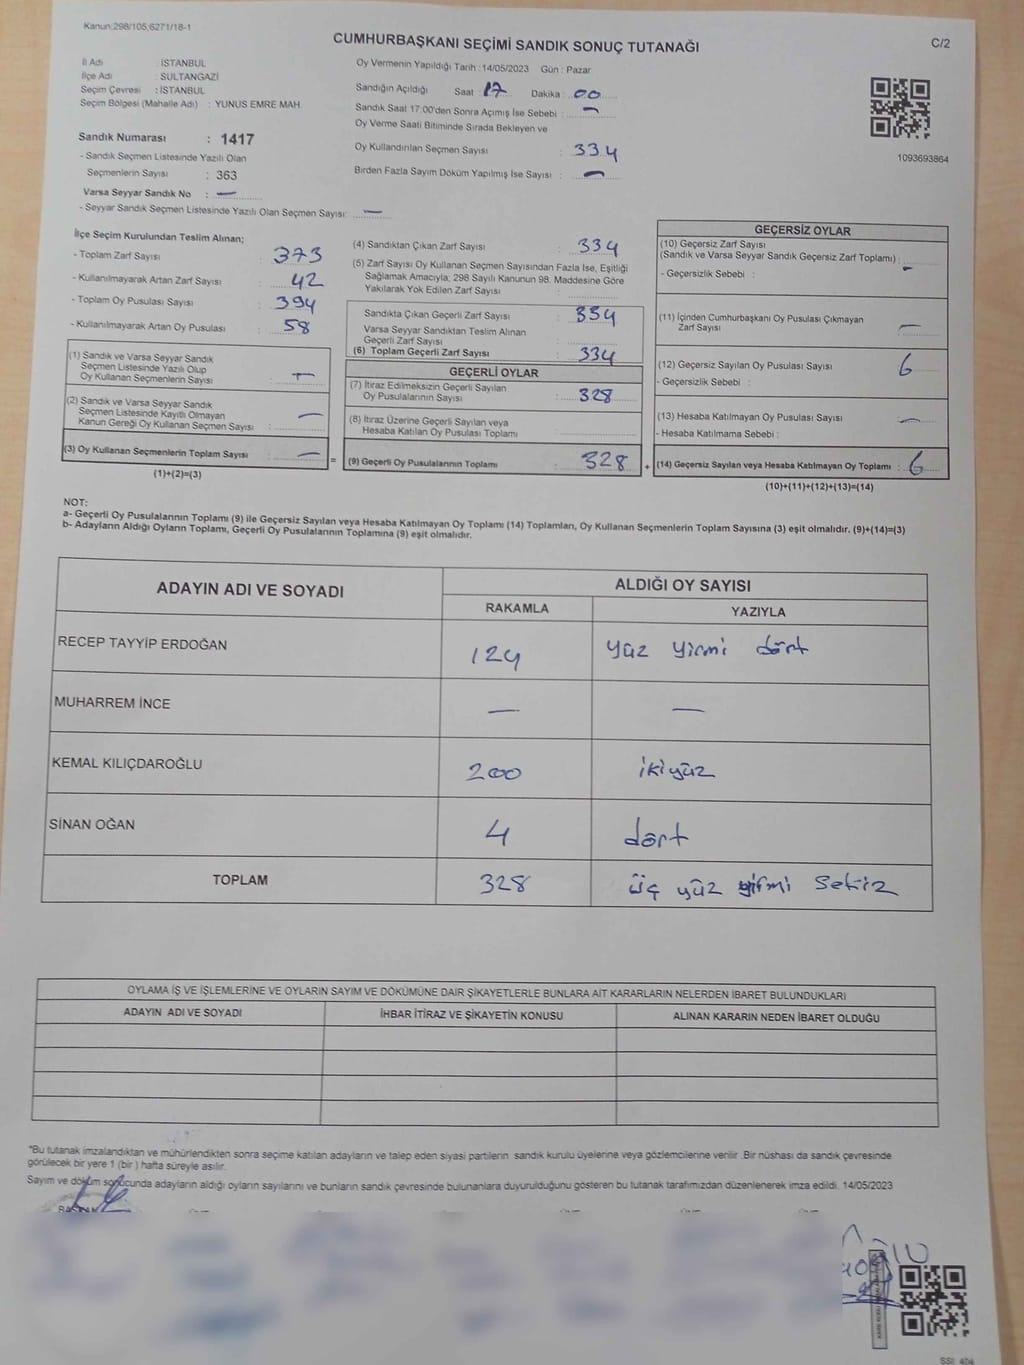 Kanun:298/105,6271/18-1
CUMHURBAŞKANI SEÇİMİ SANDIK SONUÇ TUTANAĞI
C/2
İl Adı : İSTANBUL
İlçe Adı : SULTANGAZİ
Seçim Çevresi : İSTANBUL
Seçim Bölgesi (Mahalle Adı) : YUNUS EMRE MAH.
Sandık Numarası : 1417
- Sandık Seçmen Listesinde Yazılı Olan
Seçmenlerin Sayısı : 363
Varsa Seyyar Sandık No : —
- Seyyar Sandık Seçmen Listesinde Yazılı Olan Seçmen Sayısı: —
Oy Vermenin Yapıldığı Tarih : 14/05/2023 Gün : Pazar
Sandığın Açıldığı Saat : 17 Dakika : 00
Sandık Saat 17:00'den Sonra Açımış İse Sebebi : —
Oy Verme Saati Bitiminde Sırada Bekleyen ve
Oy Kullandırılan Seçmen Sayısı : 334
Birden Fazla Sayım Döküm Yapılmış İse Sayısı : —
1093693864
İlçe Seçim Kurulundan Teslim Alınan;
- Toplam Zarf Sayısı : 373
- Kullanılmayarak Artan Zarf Sayısı : 42
- Toplam Oy Pusulası Sayısı : 394
- Kullanılmayarak Artan Oy Pusulası : 58
(1) Sandık ve Varsa Seyyar Sandık
Seçmen Listesinde Yazılı Olup
Oy Kullanan Seçmenlerin Sayısı : —
(2) Sandık ve Varsa Seyyar Sandık
Seçmen Listesinde Kayıtlı Olmayan
Kanun Gereği Oy Kullanan Seçmen Sayısı : —
(3) Oy Kullanan Seçmenlerin Toplam Sayısı : —
(1)+(2)=(3)
=
(4) Sandıktan Çıkan Zarf Sayısı : 334
(5) Zarf Sayısı Oy Kullanan Seçmen Sayısından Fazla İse, Eşitliği
Sağlamak Amacıyla; 298 Sayılı Kanunun 98. Maddesine Göre
Yakılarak Yok Edilen Zarf Sayısı :
Sandıkta Çıkan Geçerli Zarf Sayısı : 334
Varsa Seyyar Sandıktan Teslim Alınan
Geçerli Zarf Sayısı :
(6) Toplam Geçerli Zarf Sayısı : 334
GEÇERLİ OYLAR
(7) İtiraz Edilmeksizin Geçerli Sayılan
Oy Pusulalarının Sayısı : 328
(8) İtiraz Üzerine Geçerli Sayılan veya
Hesaba Katılan Oy Pusulası Toplamı :
(9) Geçerli Oy Pusulalarının Toplamı : 328
+
GEÇERSİZ OYLAR
(10) Geçersiz Zarf Sayısı
(Sandık ve Varsa Seyyar Sandık Geçersiz Zarf Toplamı) : —
- Geçersizlik Sebebi :
(11) İçinden Cumhurbaşkanı Oy Pusulası Çıkmayan
Zarf Sayısı : —
(12) Geçersiz Sayılan Oy Pusulası Sayısı : 6
- Geçersizlik Sebebi :
(13) Hesaba Katılmayan Oy Pusulası Sayısı : —
- Hesaba Katılmama Sebebi :
(14) Geçersiz Sayılan veya Hesaba Katılmayan Oy Toplamı : 6
(10)+(11)+(12)+(13)=(14)
NOT:
a- Geçerli Oy Pusulalarının Toplamı (9) ile Geçersiz Sayılan veya Hesaba Katılmayan Oy Toplamı (14) Toplamları, Oy Kullanan Seçmenlerin Toplam Sayısına (3) eşit olmalıdır. (9)+(14)=(3)
b- Adayların Aldığı Oyların Toplamı, Geçerli Oy Pusulalarının Toplamına (9) eşit olmalıdır.
ADAYIN ADI VE SOYADI
ALDIĞI OY SAYISI
RAKAMLA YAZIYLA
RECEP TAYYİP ERDOĞAN 124 yüz yirmi dört
MUHARREM İNCE — —
KEMAL KILIÇDAROĞLU 200 ikiyüz
SİNAN OĞAN 4 dört
TOPLAM 328 üç yüz yirmi sekiz
OYLAMA İŞ VE İŞLEMLERİNE VE OYLARIN SAYIM VE DÖKÜMÜNE DAİR ŞİKAYETLERLE BUNLARA AİT KARARLARIN NELERDEN İBARET BULUNDUKLARI
ADAYIN ADI VE SOYADI İHBAR İTİRAZ VE ŞİKAYETİN KONUSU ALINAN KARARIN NEDEN İBARET OLDUĞU
*Bu tutanak imzalandıktan ve mühürlendikten sonra seçime katılan adayların ve talep eden siyasi partilerin sandık kurulu üyelerine veya gözlemcilerine verilir .Bir nüshası da sandık çevresinde
görülecek bir yere 1 (bir ) hafta süreyle asılır.
Sayım ve döküm sonucunda adayların aldığı oyların sayılarını ve bunların sandık çevresinde bulunanlara duyurulduğunu gösteren bu tutanak tarafımızdan düzenlenerek imza edildi. 14/05/2023
BAŞKAN